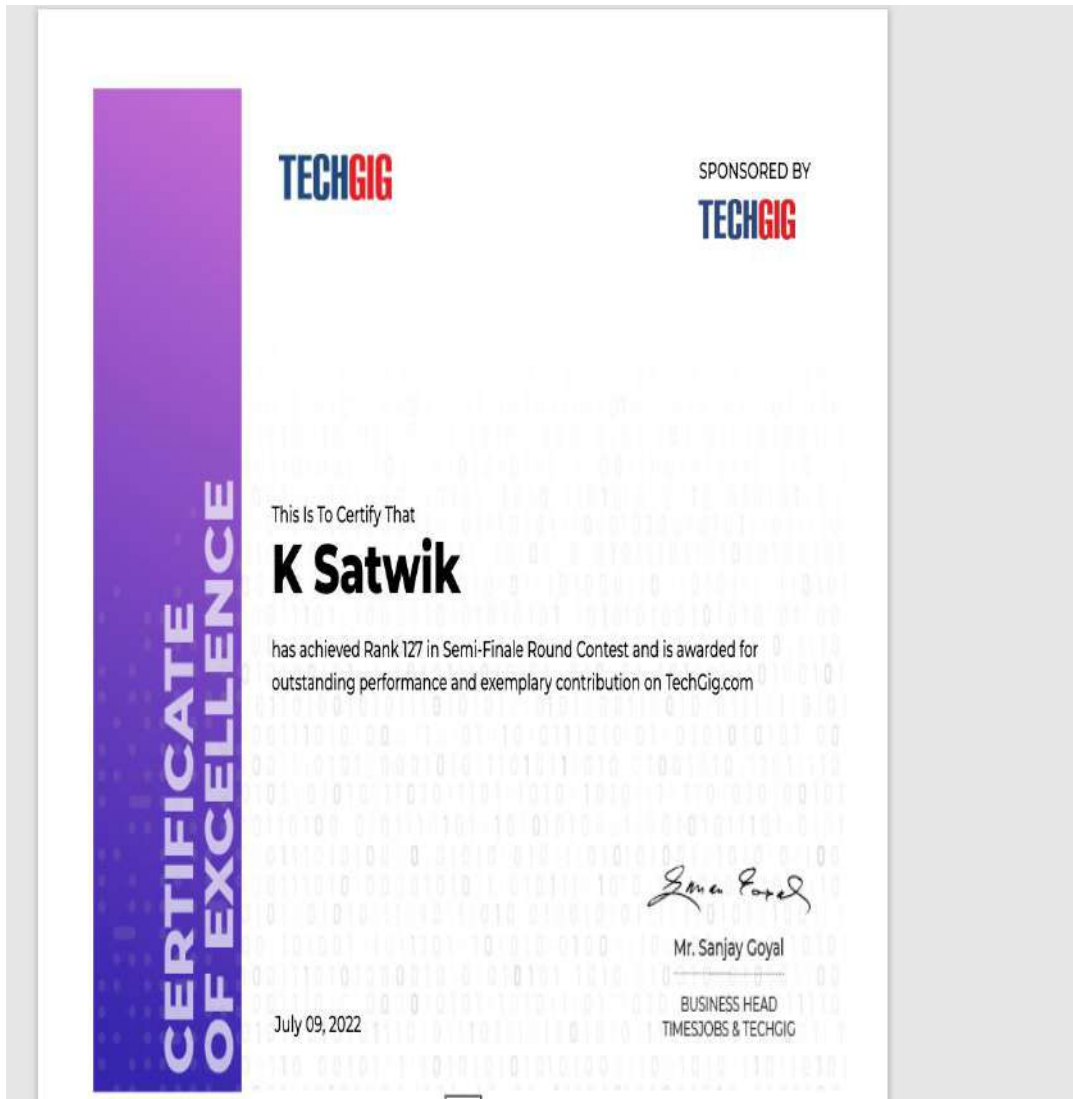 TECHGIG
SPONSORED BY
TECHGIG
CERTIFICATE
OF EXCELLENCE
This Is To Certify That
K Satwik
has achieved Rank 127 in Semi-Finale Round Contest and is awarded for
outstanding performance and exemplary contribution on TechGig.com
Mr. Sanjay Goyal
BUSINESS HEAD
TIMESJOBS & TECHGIG
July 09, 2022